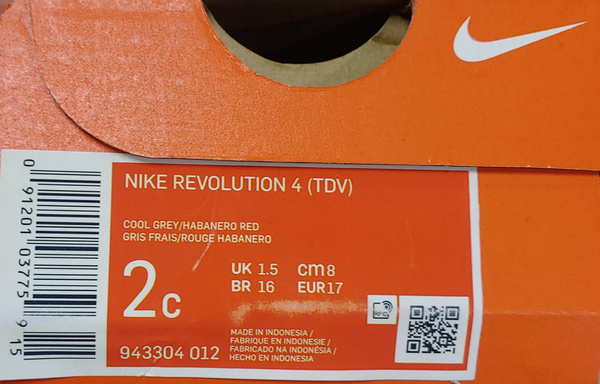 NIKE REVOLUTION 4 (TDV)
COOL GREY/HABANERO RED
GRIS FRAIS/ROUGE HABANERO
2c
UK 1.5 cm 8
BR 16 EUR 17
RFID
943304 012
MADE IN INDONESIA /
FABRIQUE EN INDONESIE /
FABRICADO NA INDONÉSIA /
HECHO EN INDONESIA
0 91201 03775 9 15